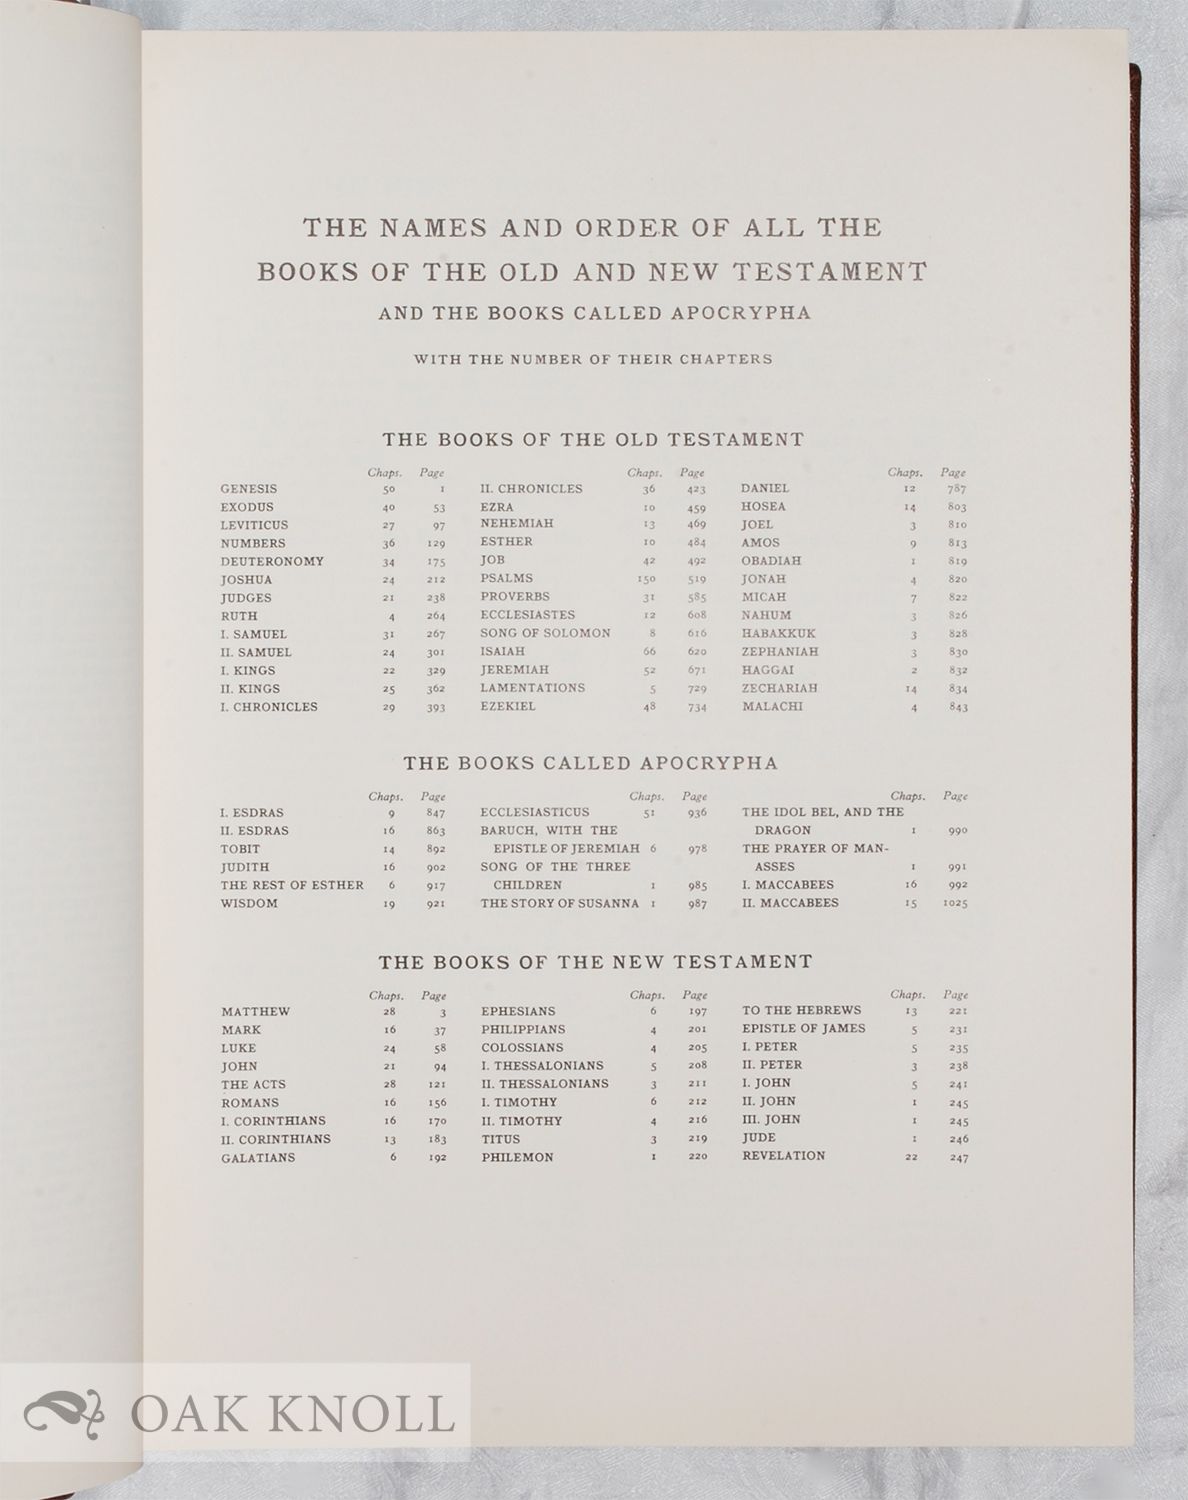 THE NAMES AND ORDER OF ALL THE
BOOKS OF THE OLD AND NEW TESTAMENT
AND THE BOOKS CALLED APOCRYPHA
WITH THE NUMBER OF THEIR CHAPTERS
THE BOOKS OF THE OLD TESTAMENT
Chaps. Page
GENESIS 50 1
EXODUS 40 53
LEVITICUS 27 97
NUMBERS 36 129
DEUTERONOMY 34 175
JOSHUA 24 212
JUDGES 21 238
RUTH 4 264
I. SAMUEL 31 267
II. SAMUEL 24 301
I. KINGS 22 329
II. KINGS 25 362
I. CHRONICLES 29 393
Chaps. Page
II. CHRONICLES 36 423
EZRA 10 459
NEHEMIAH 13 469
ESTHER 10 484
JOB 42 492
PSALMS 150 519
PROVERBS 31 585
ECCLESIASTES 12 608
SONG OF SOLOMON 8 616
ISAIAH 66 620
JEREMIAH 52 671
LAMENTATIONS 5 729
EZEKIEL 48 734
Chaps. Page
DANIEL 12 787
HOSEA 14 803
JOEL 3 810
AMOS 9 813
OBADIAH 1 819
JONAH 4 820
MICAH 7 822
NAHUM 3 826
HABAKKUK 3 828
ZEPHANIAH 3 830
HAGGAI 2 832
ZECHARIAH 14 834
MALACHI 4 843
THE BOOKS CALLED APOCRYPHA
Chaps. Page
I. ESDRAS 9 847
II. ESDRAS 16 863
TOBIT 14 892
JUDITH 16 902
THE REST OF ESTHER 6 917
WISDOM 19 921
Chaps. Page
ECCLESIASTICUS 51 936
BARUCH, WITH THE
EPISTLE OF JEREMIAH 6 978
SONG OF THE THREE
CHILDREN 1 985
THE STORY OF SUSANNA 1 987
Chaps. Page
THE IDOL BEL, AND THE
DRAGON 1 990
THE PRAYER OF MAN-
ASSES 1 991
I. MACCABEES 16 992
II. MACCABEES 15 1025
THE BOOKS OF THE NEW TESTAMENT
Chaps. Page
MATTHEW 28 3
MARK 16 37
LUKE 24 58
JOHN 21 94
THE ACTS 28 121
ROMANS 16 156
I. CORINTHIANS 16 170
II. CORINTHIANS 13 183
GALATIANS 6 192
Chaps. Page
EPHESIANS 6 197
PHILIPPIANS 4 201
COLOSSIANS 4 205
I. THESSALONIANS 5 208
II. THESSALONIANS 3 211
I. TIMOTHY 6 212
II. TIMOTHY 4 216
TITUS 3 219
PHILEMON 1 220
Chaps. Page
TO THE HEBREWS 13 221
EPISTLE OF JAMES 5 231
I. PETER 5 235
II. PETER 3 238
I. JOHN 5 241
II. JOHN 1 245
III. JOHN 1 245
JUDE 1 246
REVELATION 22 247
OAK KNOLL